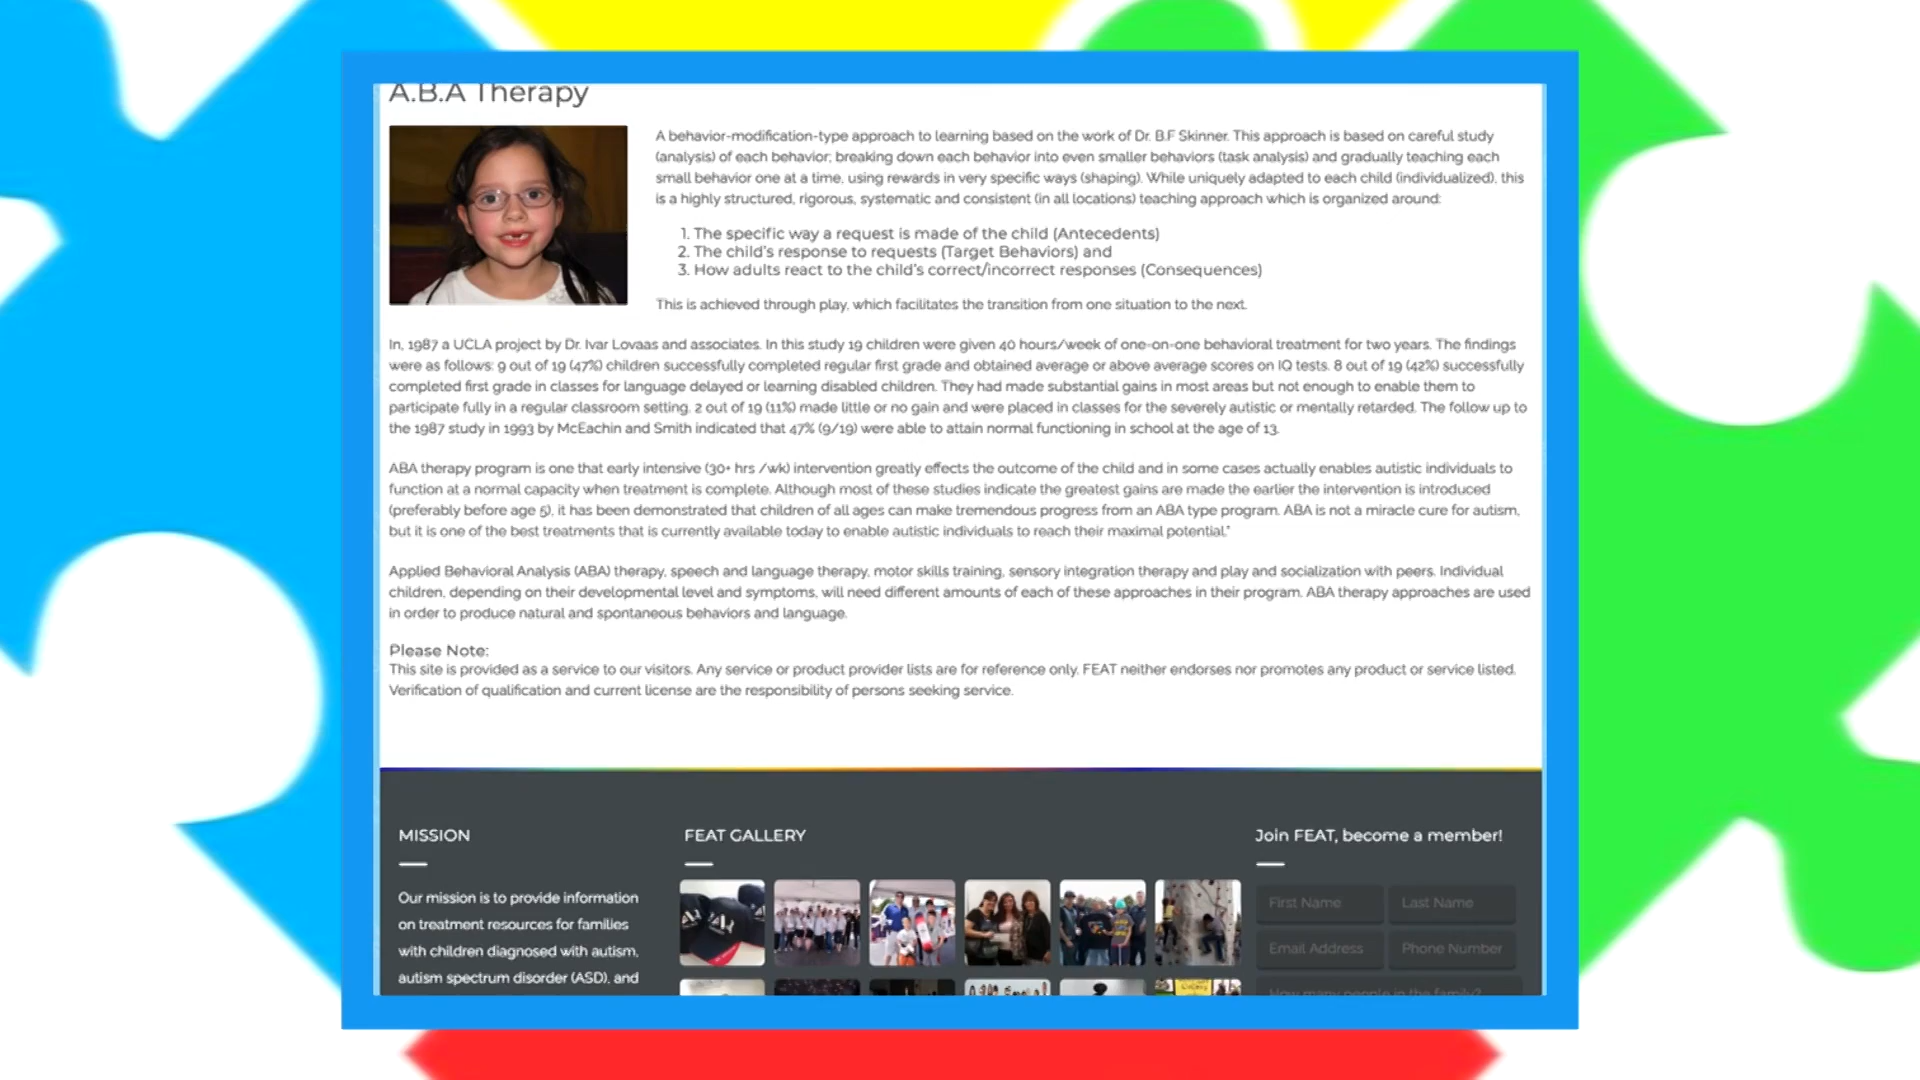 A.B.A Therapy
A behavior-modification-type approach to learning based on the work of Dr. B.F Skinner. This approach is based on careful study
(analysis) of each behavior; breaking down each behavior into even smaller behaviors (task analysis) and gradually teaching each
small behavior one at a time, using rewards in very specific ways (shaping). While uniquely adapted to each child (individualized), this
is a highly structured, rigorous, systematic and consistent (in all locations) teaching approach which is organized around:
1. The specific way a request is made of the child (Antecedents)
2. The child's response to requests (Target Behaviors) and
3. How adults react to the child's correct/incorrect responses (Consequences)
This is achieved through play, which facilitates the transition from one situation to the next.
In, 1987 a UCLA project by Dr. Ivar Lovaas and associates. In this study 19 children were given 40 hours/week of one-on-one behavioral treatment for two years. The findings
were as follows: 9 out of 19 (47%) children successfully completed regular first grade and obtained average or above average scores on IQ tests. 8 out of 19 (42%) successfully
completed first grade in classes for language delayed or learning disabled children. They had made substantial gains in most areas but not enough to enable them to
participate fully in a regular classroom setting. 2 out of 19 (11%) made little or no gain and were placed in classes for the severely autistic or mentally retarded. The follow up to
the 1987 study in 1993 by McEachin and Smith indicated that 47% (9/19) were able to attain normal functioning in school at the age of 13.
ABA therapy program is one that early intensive (30+ hrs /wk) intervention greatly effects the outcome of the child and in some cases actually enables autistic individuals to
function at a normal capacity when treatment is complete. Although most of these studies indicate the greatest gains are made the earlier the intervention is introduced
(preferably before age 5), it has been demonstrated that children of all ages can make tremendous progress from an ABA type program. ABA is not a miracle cure for autism,
but it is one of the best treatments that is currently available today to enable autistic individuals to reach their maximal potential."
Applied Behavioral Analysis (ABA) therapy, speech and language therapy, motor skills training, sensory integration therapy and play and socialization with peers. Individual
children, depending on their developmental level and symptoms, will need different amounts of each of these approaches in their program. ABA therapy approaches are used
in order to produce natural and spontaneous behaviors and language.
Please Note:
This site is provided as a service to our visitors. Any service or product provider lists are for reference only, FEAT neither endorses nor promotes any product or service listed.
Verification of qualification and current license are the responsibility of persons seeking service.
MISSION
Our mission is to provide information
on treatment resources for families
with children diagnosed with autism,
autism spectrum disorder (ASD), and
FEAT GALLERY
Join FEAT, become a member!
First Name
Last Name
Email Address
Phone Number
How many people in the family?